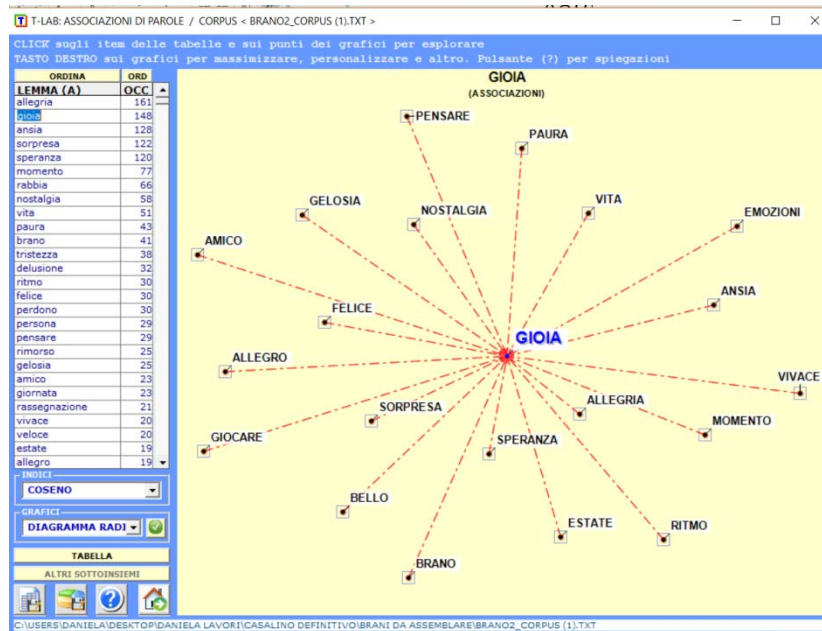 T-LAB: ASSOCIAZIONI DI PAROLE / CORPUS < BRANO2_CORPUS (1).TXT >
CLICK sugli item delle tabelle e sui punti dei grafici per esplorare
TASTO DESTRO sui grafici per massimizzare, personalizzare e altro. Pulsante (?) per spiegazioni
ORDINA ORD
LEMMA (A) OCC
allegria 161
gioia 148
ansia 128
sorpresa 122
speranza 120
momento 77
rabbia 66
nostalgia 58
vita 51
paura 43
brano 41
tristezza 38
delusione 32
ritmo 30
felice 30
perdono 30
persona 29
pensare 29
rimorso 25
gelosia 25
amico 23
giornata 23
rassegnazione 21
vivace 20
veloce 20
estate 19
allegro 19
INDICI
COSENO
GRAFICI
DIAGRAMMA RADI
TABELLA
ALTRI SOTTOINSIEMI
GIOIA
(ASSOCIAZIONI)
PENSARE
PAURA
GELOSIA
NOSTALGIA
VITA
EMOZIONI
AMICO
ANSIA
FELICE
GIOIA
ALLEGRO
VIVACE
ALLEGRIA
SORPRESA
MOMENTO
GIOCARE
SPERANZA
BELLO
ESTATE
RITMO
BRANO
C:\USERS\DANIELA\DESKTOP\DANIELA LAVORI\CASALINO DEFINITIVO\BRANI DA ASSEMBLARE\BRANO2_CORPUS (1).TXT